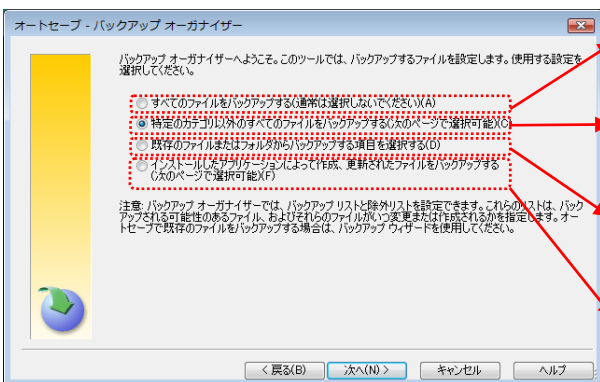 オートセーブ - バックアップ オーガナイザー
バックアップ オーガナイザーへようこそ。このツールでは、バックアップするファイルを設定します。使用する設定を
選択してください。
すべてのファイルをバックアップする(通常は選択しないでください)(A)
特定のカテゴリ以外のすべてのファイルをバックアップする(次のページで選択可能)(C)
既存のファイルまたはフォルダからバックアップする項目を選択する(D)
インストールしたアプリケーションによって作成、更新されたファイルをバックアップする
(次のページで選択可能)(F)
注意: バックアップ オーガナイザーでは、バックアップ リストと除外リストを設定できます。これらのリストは、バック
アップされる可能性のあるファイル、およびそれらのファイルがいつ変更または作成されるかを指定します。オー
トセーブで既存のファイルをバックアップする場合は、バックアップ ウィザードを使用してください。
< 戻る(B) 次へ(N) > キャンセル ヘルプ